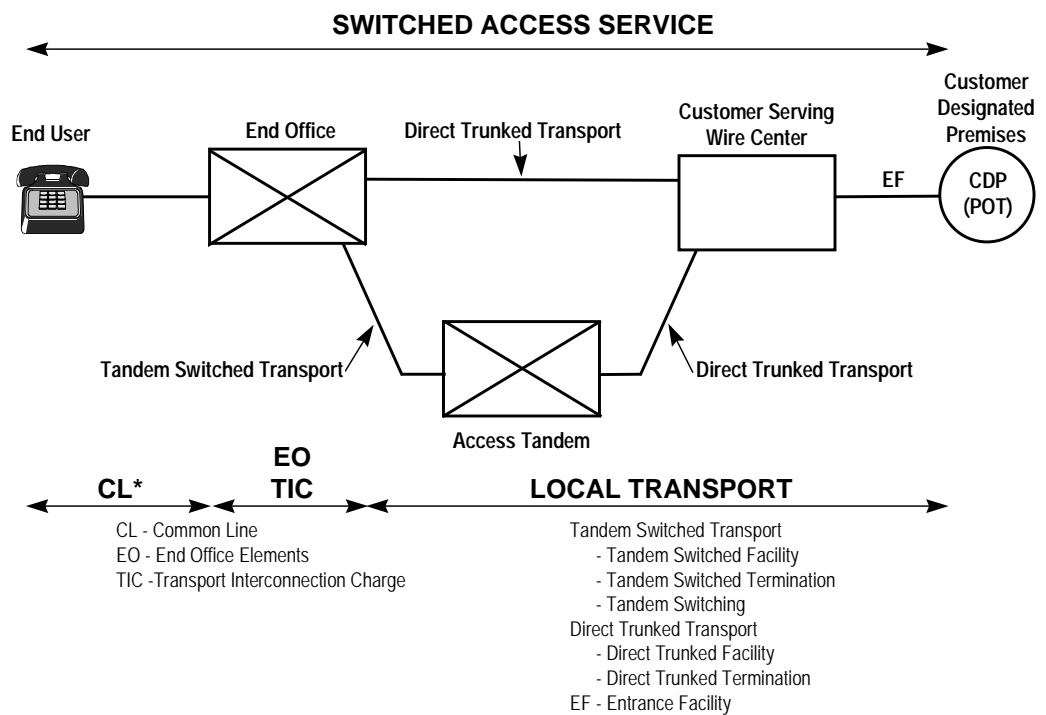 SWITCHED ACCESS SERVICE
Customer
Designated
Premises
End User
End Office
Direct Trunked Transport
Customer Serving
Wire Center
EF
CDP
(POT)
Tandem Switched Transport
Direct Trunked Transport
Access Tandem
CL*
EO
TIC
LOCAL TRANSPORT
CL - Common Line
EO - End Office Elements
TIC -Transport Interconnection Charge
Tandem Switched Transport
- Tandem Switched Facility
- Tandem Switched Termination
- Tandem Switching
Direct Trunked Transport
- Direct Trunked Facility
- Direct Trunked Termination
EF - Entrance Facility